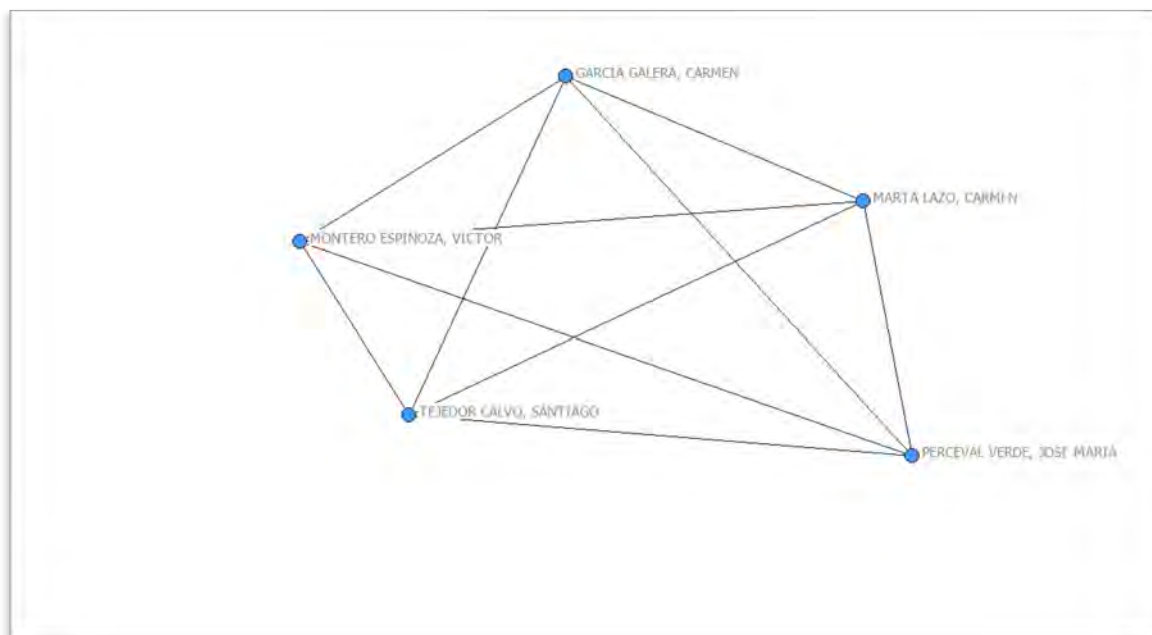 GARCIA GALERA, CARMEN
MARTA LAZO, CARMEN
MONTERO ESPINOZA, VICTOR
TEJEDOR CALVO, SANTIAGO
PERCEVAL VERDE, JOSE MARIA